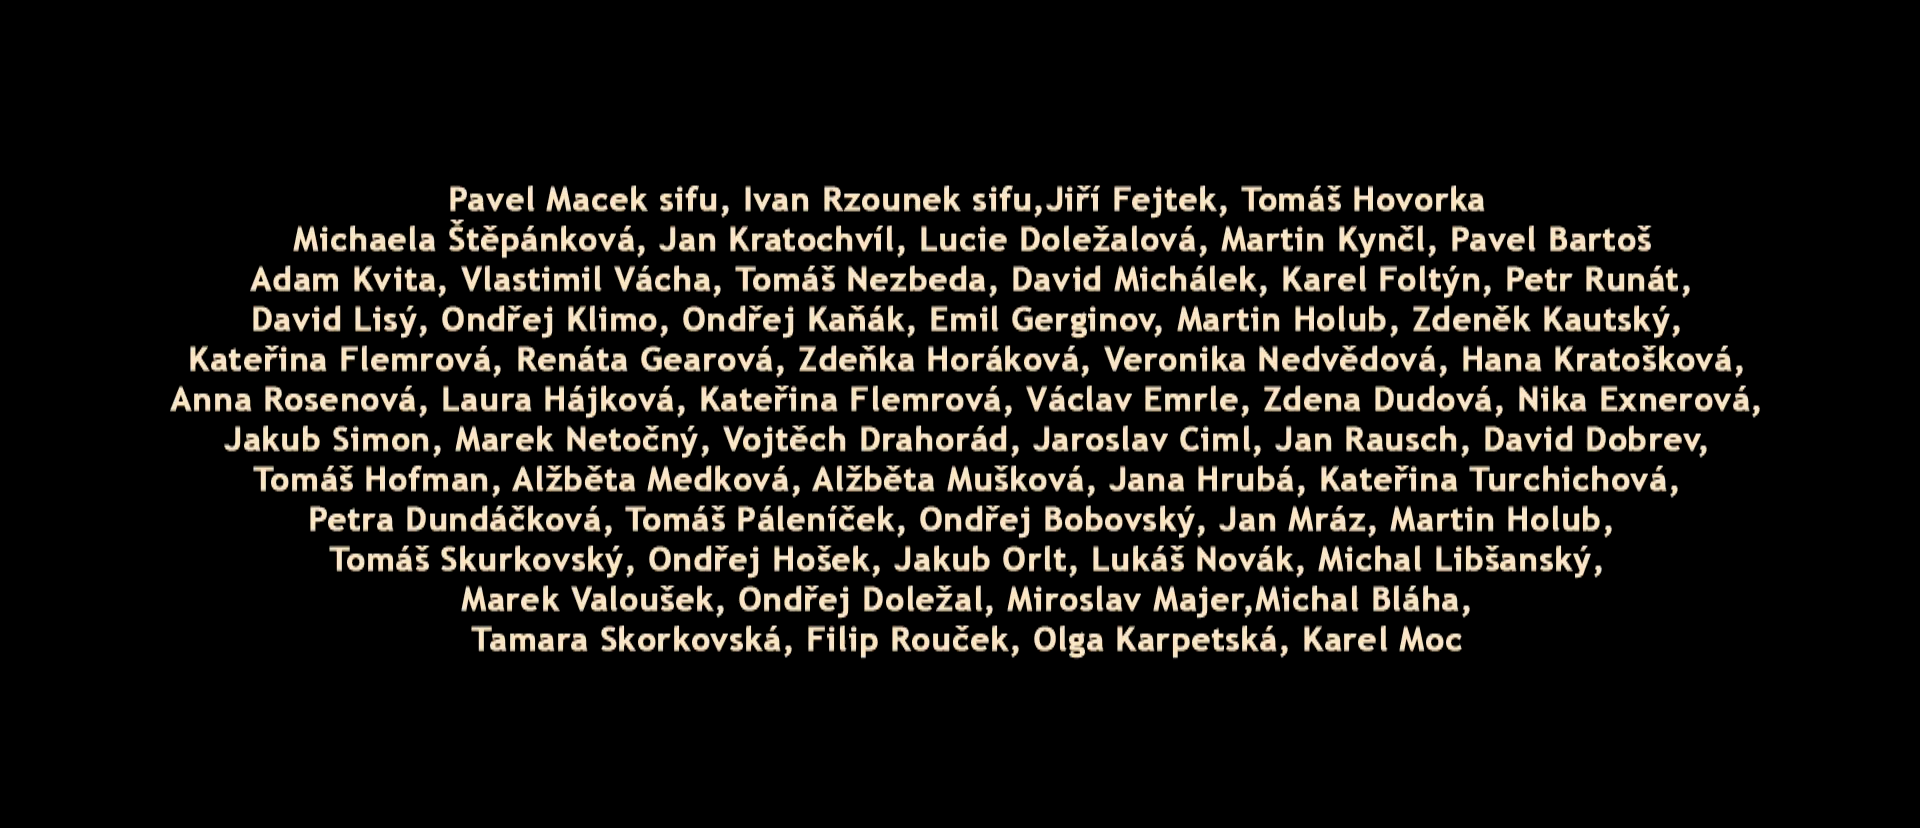 Pavel Macek sifu, Ivan Rzounek sifu,Jiří Fejtek, Tomáš Hovorka
Michaela Štěpánková, Jan Kratochvíl, Lucie Doležalová, Martin Kynčl, Pavel Bartoš
Adam Kvita, Vlastimil Vácha, Tomáš Nezbeda, David Michálek, Karel Foltýn, Petr Runát,
David Lisý, Ondřej Klimo, Ondřej Kaňák, Emil Gerginov, Martin Holub, Zdeněk Kautský,
Kateřina Flemrová, Renáta Gearová, Zdeňka Horáková, Veronika Nedvědová, Hana Kratošková,
Anna Rosenová, Laura Hájková, Kateřina Flemrová, Václav Emrle, Zdena Dudová, Nika Exnerová,
Jakub Simon, Marek Netočný, Vojtěch Drahorád, Jaroslav Ciml, Jan Rausch, David Dobrev,
Tomáš Hofman, Alžběta Medková, Alžběta Mušková, Jana Hrubá, Kateřina Turchichová,
Petra Dundáčková, Tomáš Páleníček, Ondřej Bobovský, Jan Mráz, Martin Holub,
Tomáš Skurkovský, Ondřej Hošek, Jakub Orlt, Lukáš Novák, Michal Libšanský,
Marek Valoušek, Ondřej Doležal, Miroslav Majer,Michal Bláha,
Tamara Skorkovská, Filip Rouček, Olga Karpetská, Karel Moc